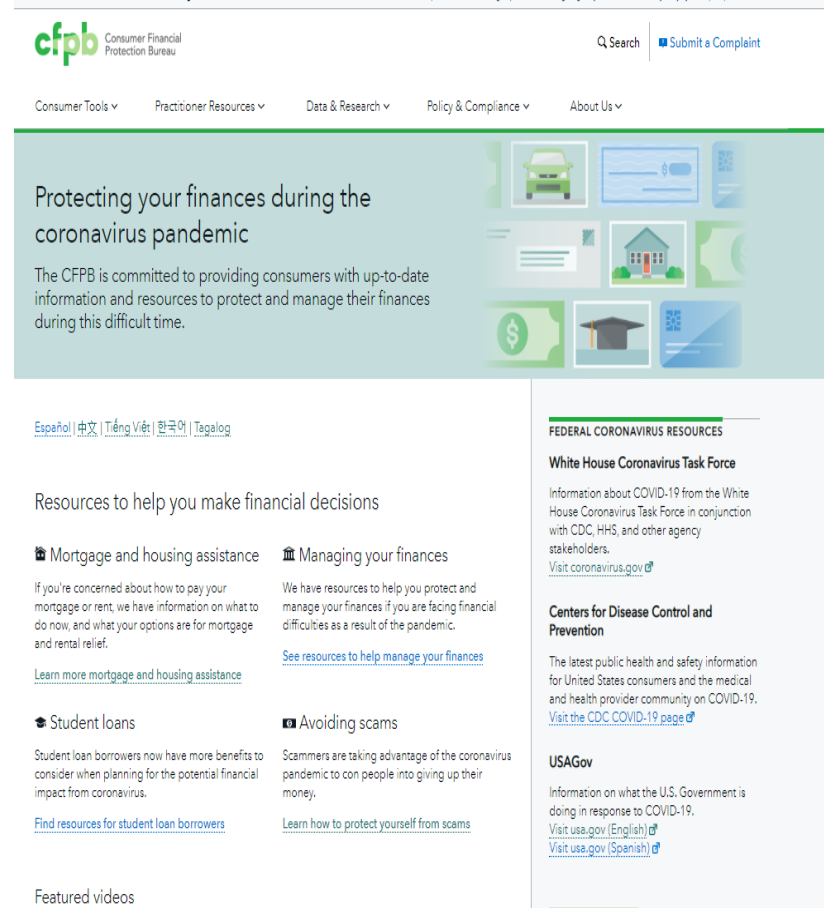 cfpb Consumer Financial
Protection Bureau
Search
Submit a Complaint
Consumer Tools
Practitioner Resources
Data & Research
Policy & Compliance
About Us
Protecting your finances during the
coronavirus pandemic
The CFPB is committed to providing consumers with up-to-date
information and resources to protect and manage their finances
during this difficult time.
Español | 中文 | Tiếng Việt | 한국어 | Tagalog
Resources to help you make financial decisions
Mortgage and housing assistance
If you're concerned about how to pay your
mortgage or rent, we have information on what to
do now, and what your options are for mortgage
and rental relief.
Learn more mortgage and housing assistance
Managing your finances
We have resources to help you protect and
manage your finances if you are facing financial
difficulties as a result of the pandemic.
See resources to help manage your finances
Student loans
Student loan borrowers now have more benefits to
consider when planning for the potential financial
impact from coronavirus.
Find resources for student loan borrowers
Avoiding scams
Scammers are taking advantage of the coronavirus
pandemic to con people into giving up their
money.
Learn how to protect yourself from scams
Featured videos
FEDERAL CORONAVIRUS RESOURCES
White House Coronavirus Task Force
Information about COVID-19 from the White
House Coronavirus Task Force in conjunction
with CDC, HHS, and other agency
stakeholders.
Visit coronavirus.gov
Centers for Disease Control and
Prevention
The latest public health and safety information
for United States consumers and the medical
and health provider community on COVID-19.
Visit the CDC COVID-19 page
USAGov
Information on what the U.S. Government is
doing in response to COVID-19.
Visit usa.gov (English)
Visit usa.gov (Spanish)